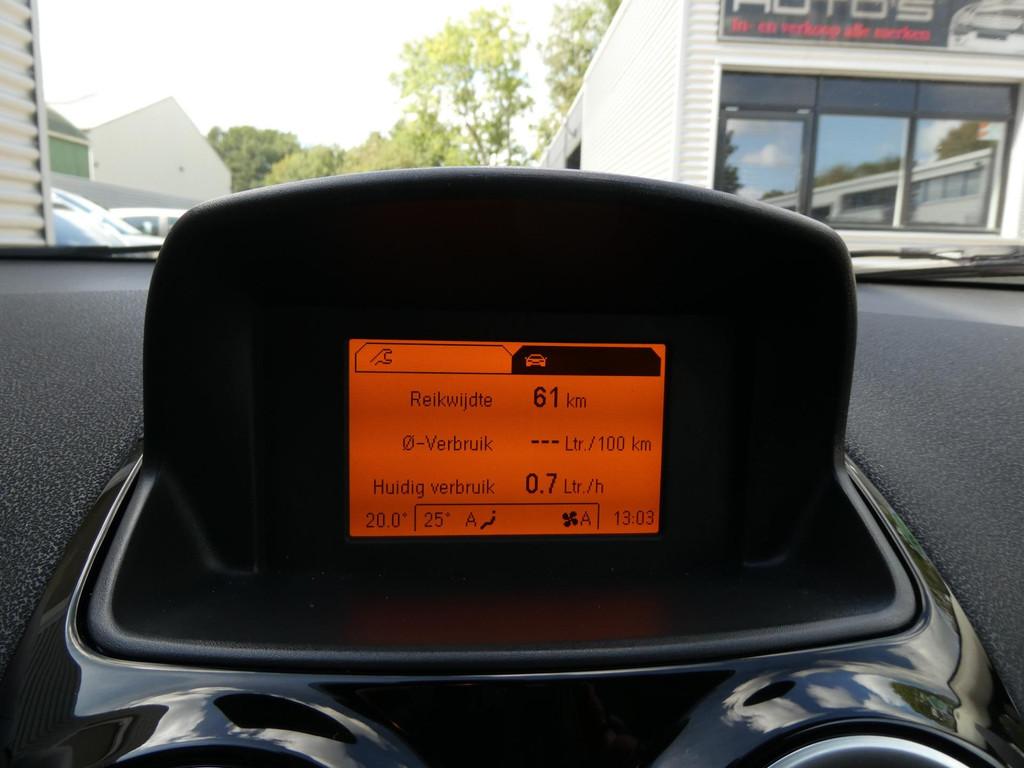 AUTO'S
In- en verkoop alle merken
Reikwijdte 61 km
Ø-Verbruik --- Ltr./100 km
Huidig verbruik 0.7 Ltr./h
20.0° 25° A A 13:03